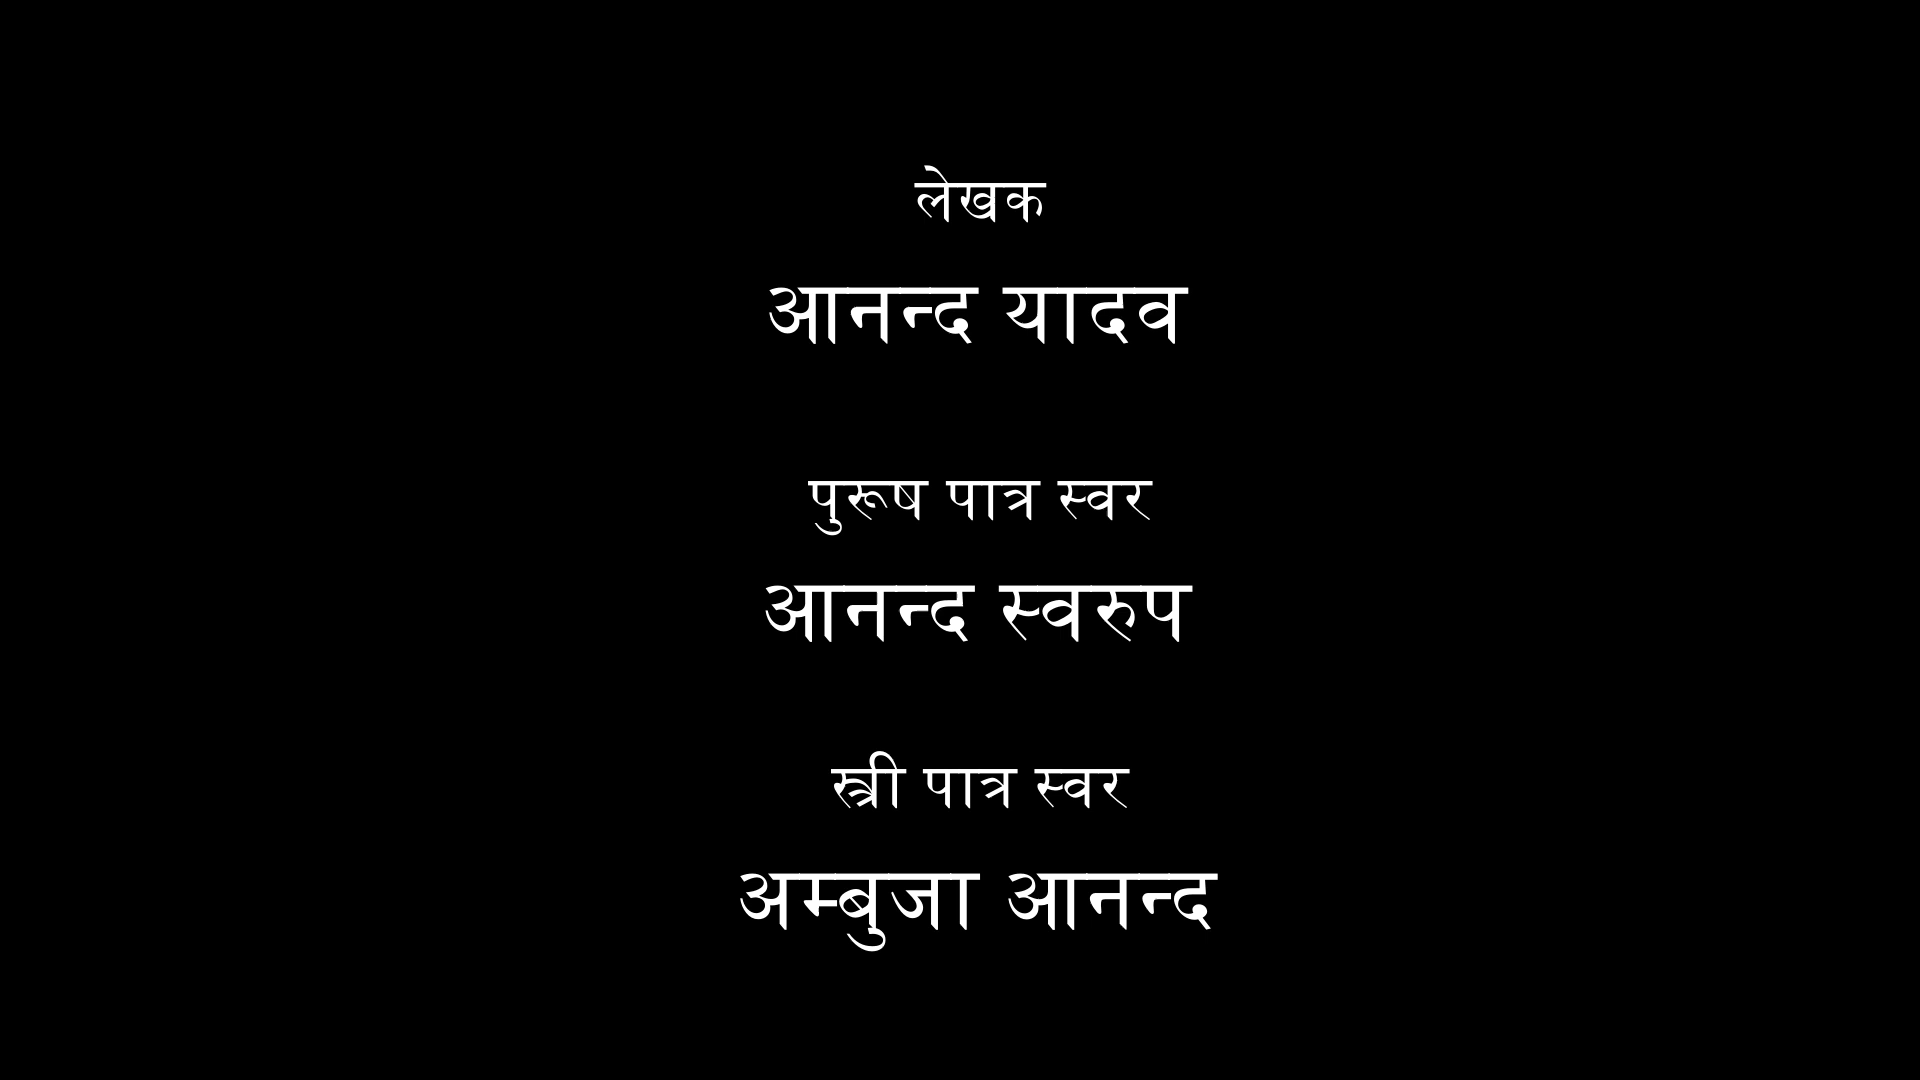 लेखक
आनन्द यादव
पुरूष पात्र स्वर
आनन्द स्वरुप
स्त्री पात्र स्वर
अम्बुजा आनन्द